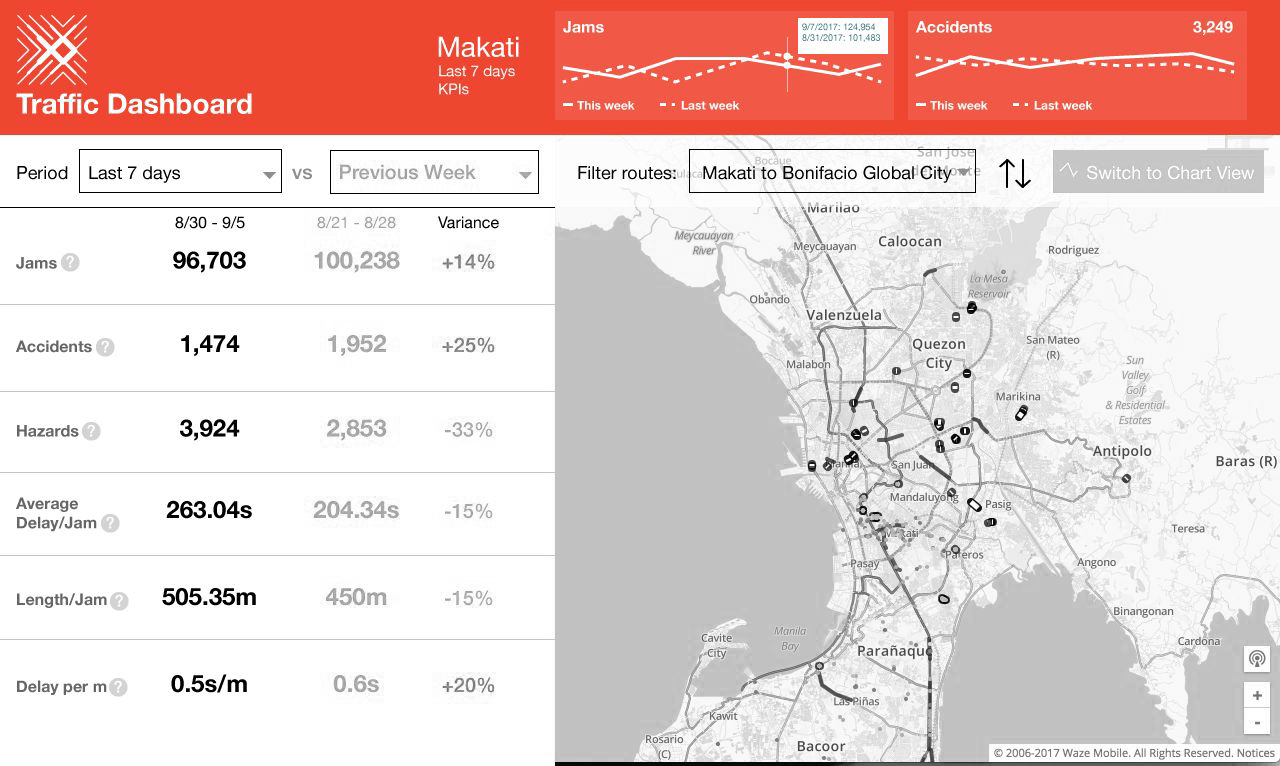 Traffic Dashboard
Makati
Last 7 days
KPIs
Jams
9/7/2017: 124,954
8/31/2017: 101,483
This week
Last week
Accidents
3,249
This week
Last week
Period
Last 7 days
VS
Previous Week
Filter routes:
Makati to Bonifacio Global City
Switch to Chart View
8/30 - 9/5
8/21 - 8/28
Variance
Jams ?
96,703
100,238
+14%
Accidents ?
1,474
1,952
+25%
Hazards ?
3,924
2,853
-33%
Average
Delay/Jam ?
263.04s
204.34s
-15%
Length/Jam ?
505.35m
450m
-15%
Delay per m ?
0.5s/m
0.6s
+20%
Bocaue
San Jose
Marilao
Meycauayan
River
Meycauayan
Caloocan
Rodriguez
La Mesa
Reservoir
Obando
Valenzuela
Quezon
City
San Mateo
(R)
Malabon
Sun
Valley
Golf
& Residential
Estates
Marikina
Antipolo
Baras (R)
San Juan
Mandaluyong
Pasig
Makati
Teresa
Pateros
Pasay
Angono
Binangonan
Manila
Bay
Cavite
City
Cardona
Parañaque
Las Piñas
Kawit
Rosario
(C)
Bacoor
+
-
© 2006-2017 Waze Mobile. All Rights Reserved. Notices